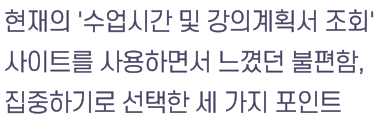 현재의 '수업시간 및 강의계획서 조회'
사이트를 사용하면서 느꼈던 불편함,
집중하기로 선택한 세 가지 포인트